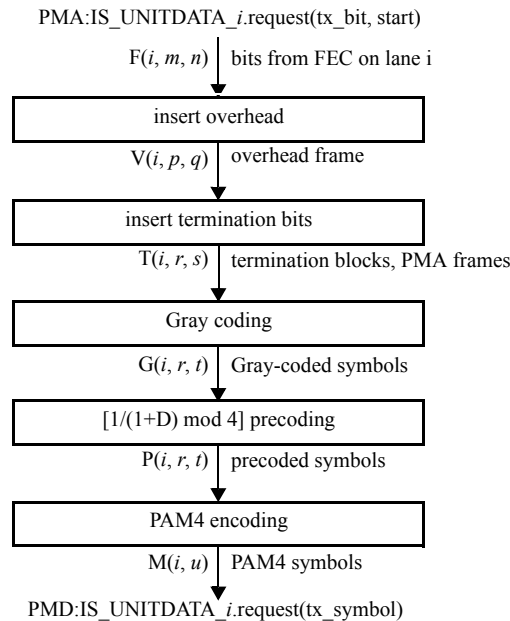 PMA:IS_UNITDATA_i.request(tx_bit, start)
F(i, m, n) bits from FEC on lane i
insert overhead
V(i, p, q) overhead frame
insert termination bits
T(i, r, s) termination blocks, PMA frames
Gray coding
G(i, r, t) Gray-coded symbols
[1/(1+D) mod 4] precoding
P(i, r, t) precoded symbols
PAM4 encoding
M(i, u) PAM4 symbols
PMD:IS_UNITDATA_i.request(tx_symbol)